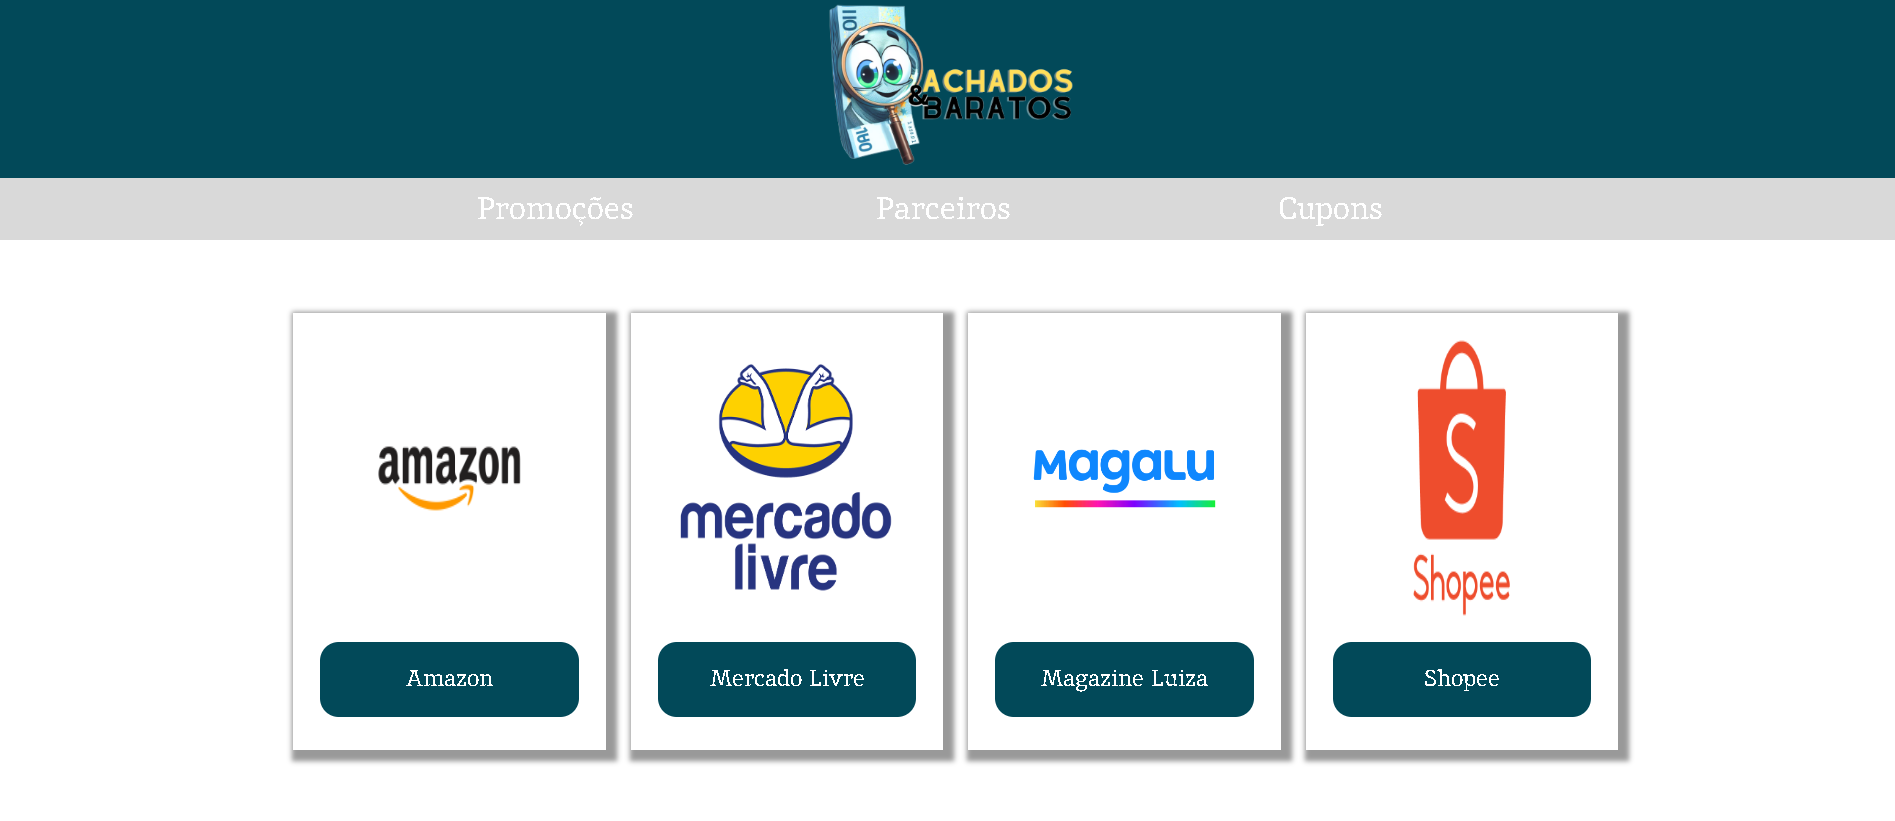 ACHADOS
&BARATOS
Promoções Parceiros Cupons
amazon
mercado
livre
Magalu
S
Shopee
Amazon Mercado Livre Magazine Luiza Shopee